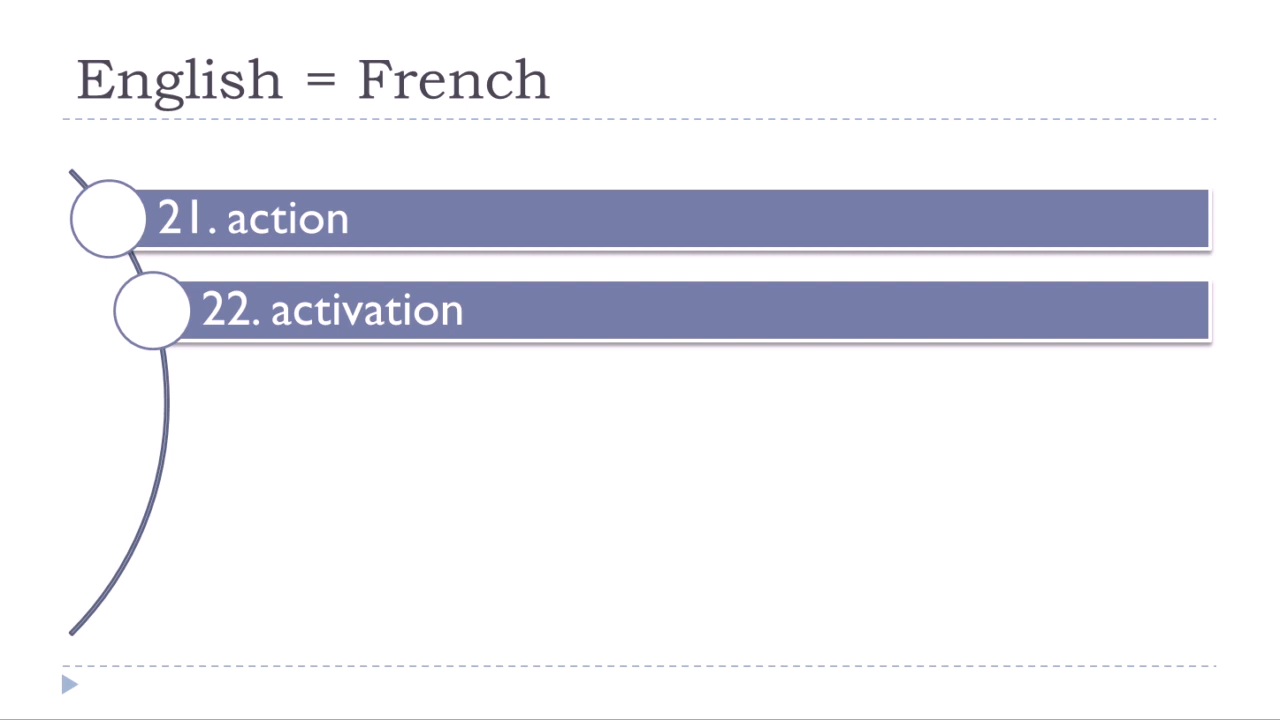 English = French
21. action
22. activation